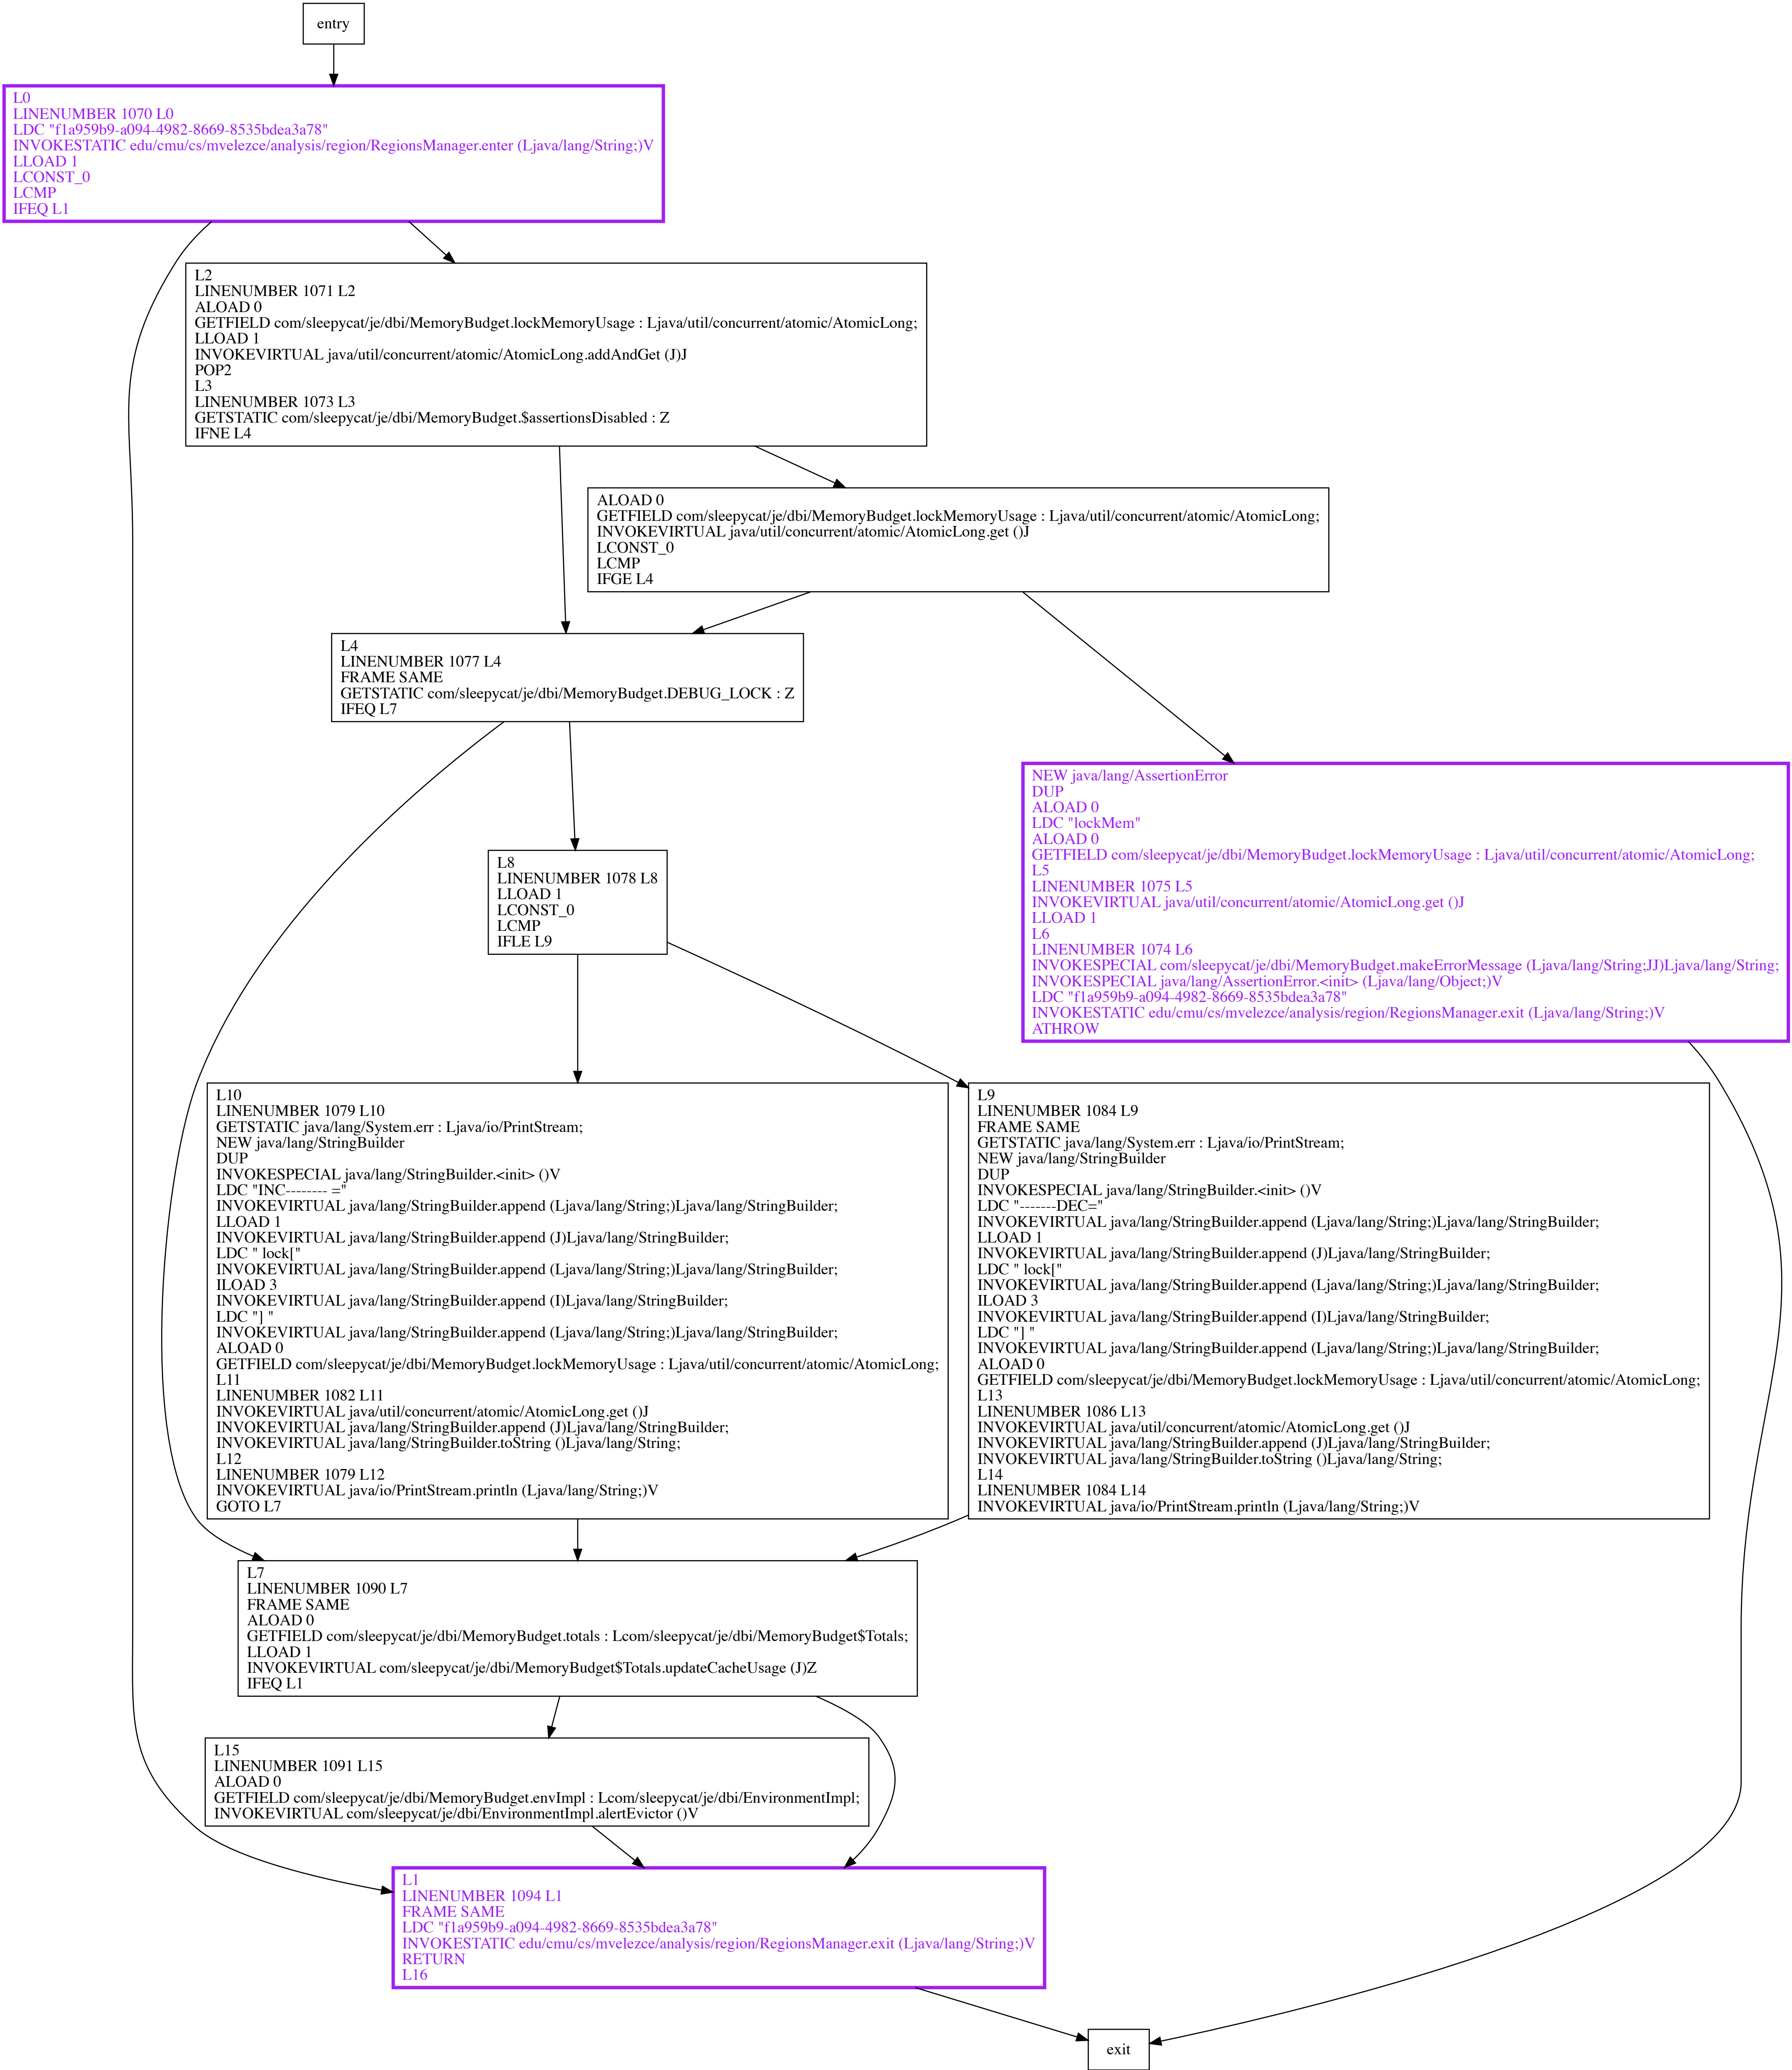 entry
L0
LINENUMBER 1070 L0
LDC "f1a959b9-a094-4982-8669-8535bdea3a78"
INVOKESTATIC edu/cmu/cs/mvelezce/analysis/region/RegionsManager.enter (Ljava/lang/String;)V
LLOAD 1
LCONST_0
LCMP
IFEQ L1
L2
LINENUMBER 1071 L2
ALOAD 0
GETFIELD com/sleepycat/je/dbi/MemoryBudget.lockMemoryUsage : Ljava/util/concurrent/atomic/AtomicLong;
LLOAD 1
INVOKEVIRTUAL java/util/concurrent/atomic/AtomicLong.addAndGet (J)J
POP2
L3
LINENUMBER 1073 L3
GETSTATIC com/sleepycat/je/dbi/MemoryBudget.$assertionsDisabled : Z
IFNE L4
ALOAD 0
GETFIELD com/sleepycat/je/dbi/MemoryBudget.lockMemoryUsage : Ljava/util/concurrent/atomic/AtomicLong;
INVOKEVIRTUAL java/util/concurrent/atomic/AtomicLong.get ()J
LCONST_0
LCMP
IFGE L4
L4
LINENUMBER 1077 L4
FRAME SAME
GETSTATIC com/sleepycat/je/dbi/MemoryBudget.DEBUG_LOCK : Z
IFEQ L7
NEW java/lang/AssertionError
DUP
ALOAD 0
LDC "lockMem"
ALOAD 0
GETFIELD com/sleepycat/je/dbi/MemoryBudget.lockMemoryUsage : Ljava/util/concurrent/atomic/AtomicLong;
L5
LINENUMBER 1075 L5
INVOKEVIRTUAL java/util/concurrent/atomic/AtomicLong.get ()J
LLOAD 1
L6
LINENUMBER 1074 L6
INVOKESPECIAL com/sleepycat/je/dbi/MemoryBudget.makeErrorMessage (Ljava/lang/String;JJ)Ljava/lang/String;
INVOKESPECIAL java/lang/AssertionError.<init> (Ljava/lang/Object;)V
LDC "f1a959b9-a094-4982-8669-8535bdea3a78"
INVOKESTATIC edu/cmu/cs/mvelezce/analysis/region/RegionsManager.exit (Ljava/lang/String;)V
ATHROW
L8
LINENUMBER 1078 L8
LLOAD 1
LCONST_0
LCMP
IFLE L9
L10
LINENUMBER 1079 L10
GETSTATIC java/lang/System.err : Ljava/io/PrintStream;
NEW java/lang/StringBuilder
DUP
INVOKESPECIAL java/lang/StringBuilder.<init> ()V
LDC "INC-------- ="
INVOKEVIRTUAL java/lang/StringBuilder.append (Ljava/lang/String;)Ljava/lang/StringBuilder;
LLOAD 1
INVOKEVIRTUAL java/lang/StringBuilder.append (J)Ljava/lang/StringBuilder;
LDC " lock["
INVOKEVIRTUAL java/lang/StringBuilder.append (Ljava/lang/String;)Ljava/lang/StringBuilder;
ILOAD 3
INVOKEVIRTUAL java/lang/StringBuilder.append (I)Ljava/lang/StringBuilder;
LDC "] "
INVOKEVIRTUAL java/lang/StringBuilder.append (Ljava/lang/String;)Ljava/lang/StringBuilder;
ALOAD 0
GETFIELD com/sleepycat/je/dbi/MemoryBudget.lockMemoryUsage : Ljava/util/concurrent/atomic/AtomicLong;
L11
LINENUMBER 1082 L11
INVOKEVIRTUAL java/util/concurrent/atomic/AtomicLong.get ()J
INVOKEVIRTUAL java/lang/StringBuilder.append (J)Ljava/lang/StringBuilder;
INVOKEVIRTUAL java/lang/StringBuilder.toString ()Ljava/lang/String;
L12
LINENUMBER 1079 L12
INVOKEVIRTUAL java/io/PrintStream.println (Ljava/lang/String;)V
GOTO L7
L9
LINENUMBER 1084 L9
FRAME SAME
GETSTATIC java/lang/System.err : Ljava/io/PrintStream;
NEW java/lang/StringBuilder
DUP
INVOKESPECIAL java/lang/StringBuilder.<init> ()V
LDC "-------DEC="
INVOKEVIRTUAL java/lang/StringBuilder.append (Ljava/lang/String;)Ljava/lang/StringBuilder;
LLOAD 1
INVOKEVIRTUAL java/lang/StringBuilder.append (J)Ljava/lang/StringBuilder;
LDC " lock["
INVOKEVIRTUAL java/lang/StringBuilder.append (Ljava/lang/String;)Ljava/lang/StringBuilder;
ILOAD 3
INVOKEVIRTUAL java/lang/StringBuilder.append (I)Ljava/lang/StringBuilder;
LDC "] "
INVOKEVIRTUAL java/lang/StringBuilder.append (Ljava/lang/String;)Ljava/lang/StringBuilder;
ALOAD 0
GETFIELD com/sleepycat/je/dbi/MemoryBudget.lockMemoryUsage : Ljava/util/concurrent/atomic/AtomicLong;
L13
LINENUMBER 1086 L13
INVOKEVIRTUAL java/util/concurrent/atomic/AtomicLong.get ()J
INVOKEVIRTUAL java/lang/StringBuilder.append (J)Ljava/lang/StringBuilder;
INVOKEVIRTUAL java/lang/StringBuilder.toString ()Ljava/lang/String;
L14
LINENUMBER 1084 L14
INVOKEVIRTUAL java/io/PrintStream.println (Ljava/lang/String;)V
L7
LINENUMBER 1090 L7
FRAME SAME
ALOAD 0
GETFIELD com/sleepycat/je/dbi/MemoryBudget.totals : Lcom/sleepycat/je/dbi/MemoryBudget$Totals;
LLOAD 1
INVOKEVIRTUAL com/sleepycat/je/dbi/MemoryBudget$Totals.updateCacheUsage (J)Z
IFEQ L1
L15
LINENUMBER 1091 L15
ALOAD 0
GETFIELD com/sleepycat/je/dbi/MemoryBudget.envImpl : Lcom/sleepycat/je/dbi/EnvironmentImpl;
INVOKEVIRTUAL com/sleepycat/je/dbi/EnvironmentImpl.alertEvictor ()V
L1
LINENUMBER 1094 L1
FRAME SAME
LDC "f1a959b9-a094-4982-8669-8535bdea3a78"
INVOKESTATIC edu/cmu/cs/mvelezce/analysis/region/RegionsManager.exit (Ljava/lang/String;)V
RETURN
L16
exit